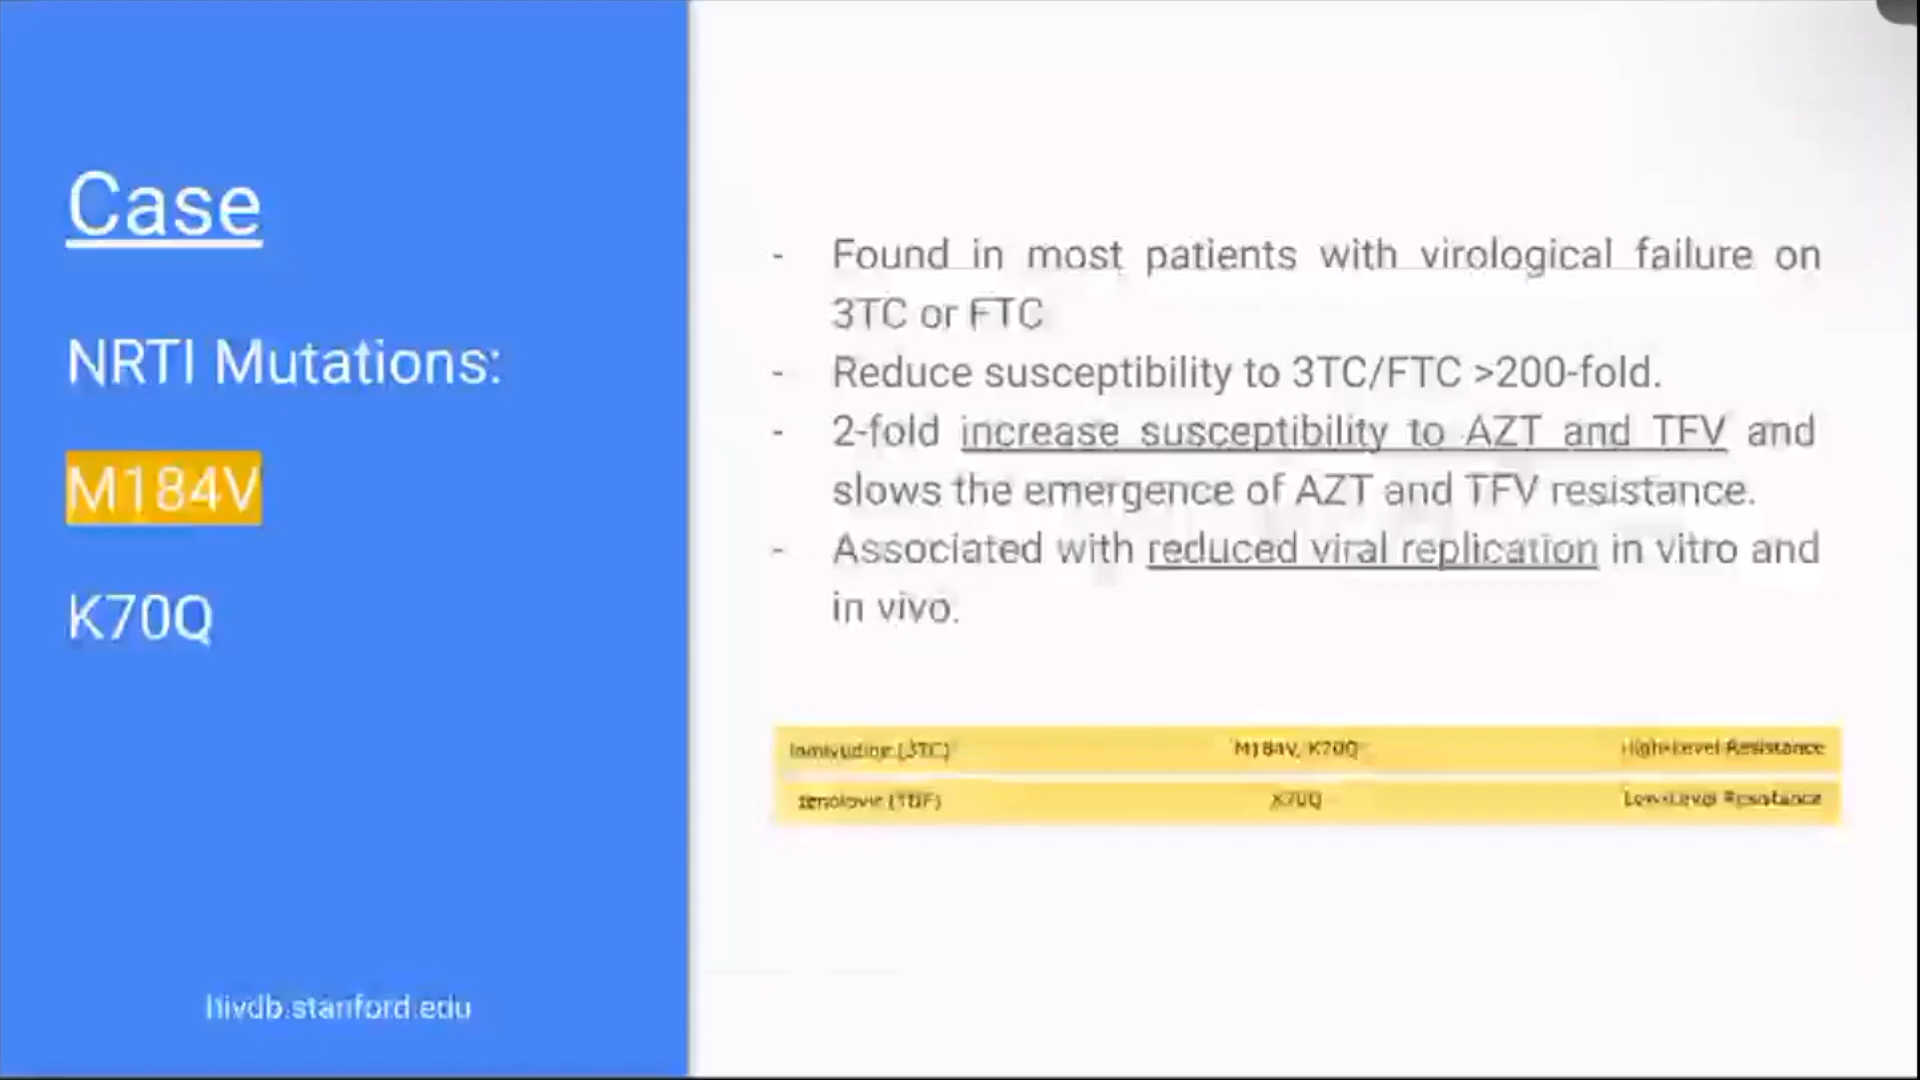 Case
NRTI Mutations:
M184V
K70Q
hivdb.stanford.edu
- Found in most patients with virological failure on
3TC or FTC
- Reduce susceptibility to 3TC/FTC >200-fold.
- 2-fold increase susceptibility to AZT and TFV and
slows the emergence of AZT and TFV resistance.
- Associated with reduced viral replication in vitro and
in vivo.
lamivudine (3TC) M184V, K70Q High-Level Resistance
tenofovir (TDF) K70Q Low-Level Resistance